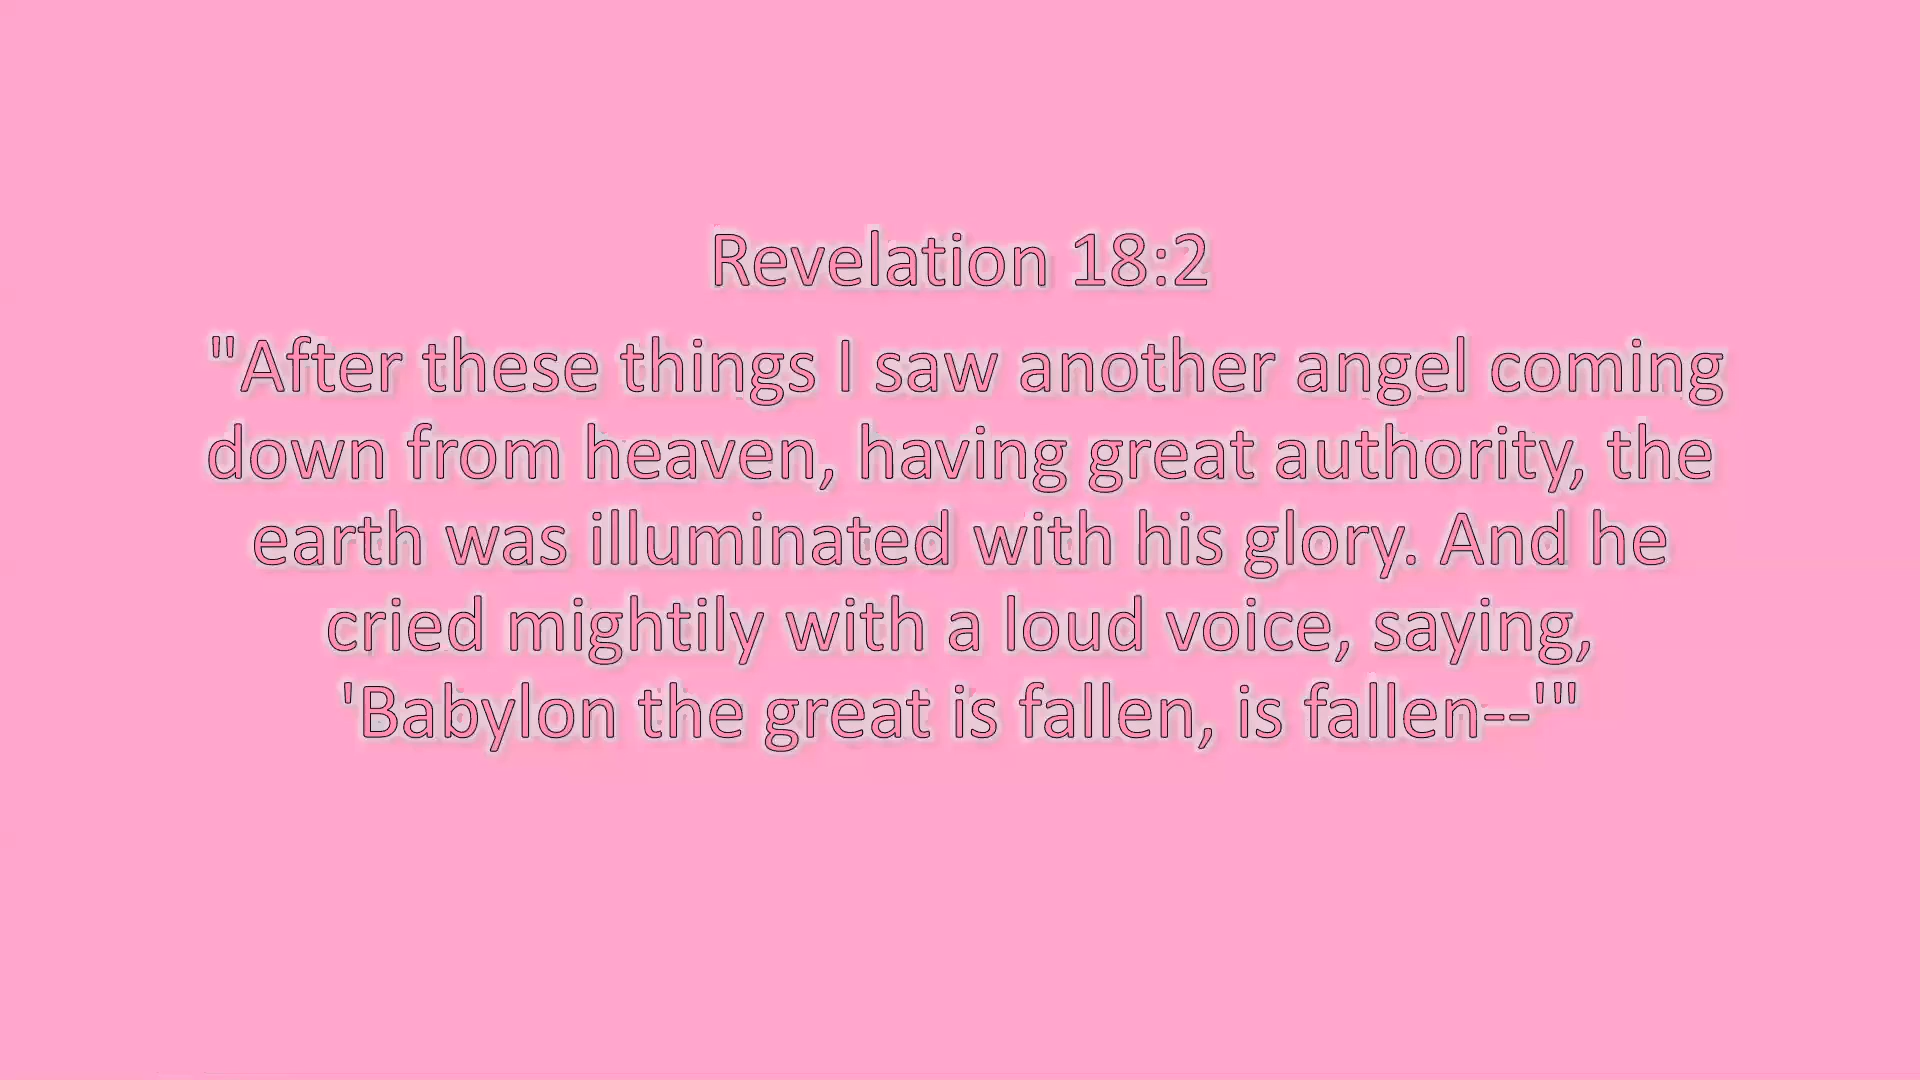 Revelation 18:2
"After these things I saw another angel coming
down from heaven, having great authority, the
earth was illuminated with his glory. And he
cried mightily with a loud voice, saying,
'Babylon the great is fallen, is fallen--'"